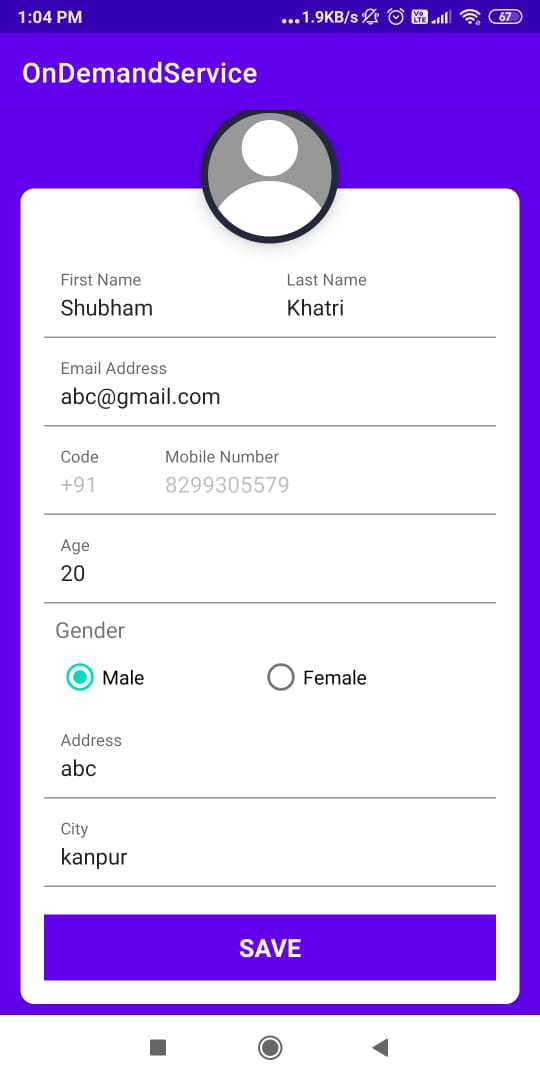 1:04 PM ...1.9KB/s 67
OnDemandService
First Name Last Name
Shubham Khatri
Email Address
abc@gmail.com
Code Mobile Number
+91 8299305579
Age
20
Gender
Male Female
Address
abc
City
kanpur
SAVE